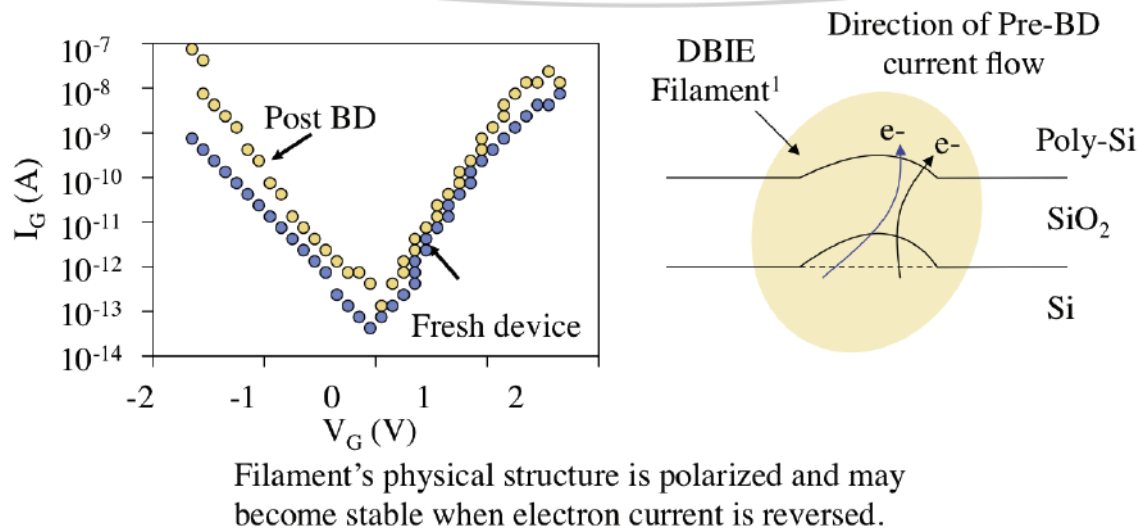 10-7
10-8
10-9
10-10
10-11
10-12
10-13
10-14
IG (A)
-2
-1
0
1
2
VG (V)
Post BD
Fresh device
DBIE
Filament1
Direction of Pre-BD
current flow
e-
e-
Poly-Si
SiO2
Si
Filament's physical structure is polarized and may
become stable when electron current is reversed.